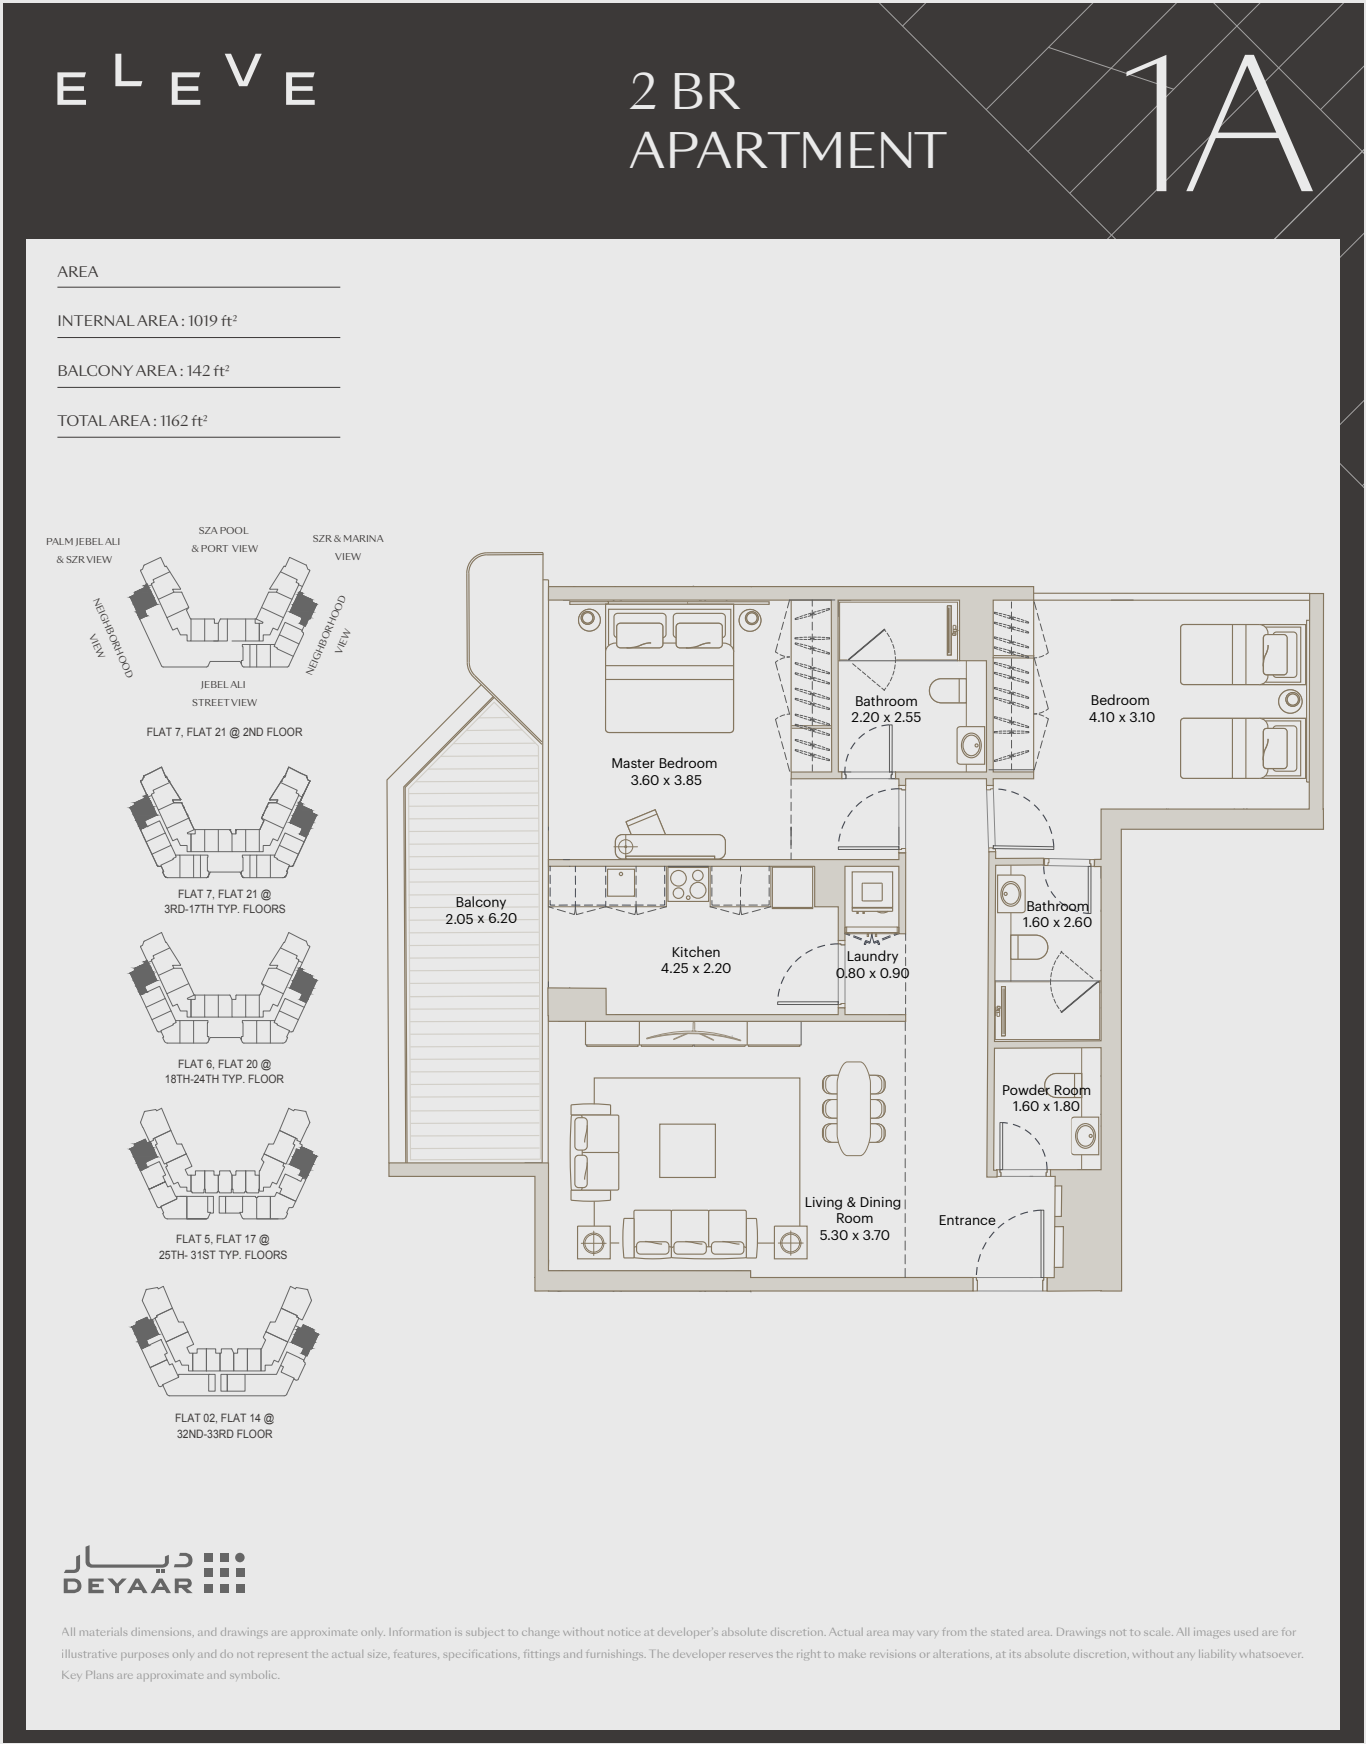 ELEVE
2 BR
APARTMENT
1A
AREA
INTERNAL AREA : 1019 ft²
BALCONY AREA : 142 ft²
TOTAL AREA : 1162 ft²
PALM JEBEL ALI
& SZR VIEW
SZA POOL
& PORT VIEW
SZR & MARINA
VIEW
NEIGHBORHOOD
VIEW
NEIGHBORHOOD
VIEW
JEBEL ALI
STREET VIEW
FLAT 7, FLAT 21 @ 2ND FLOOR
FLAT 7, FLAT 21 @
3RD-17TH TYP. FLOORS
FLAT 6, FLAT 20 @
18TH-24TH TYP. FLOOR
FLAT 5, FLAT 17 @
25TH- 31ST TYP. FLOORS
FLAT 02, FLAT 14 @
32ND-33RD FLOOR
Master Bedroom
3.60 x 3.85
Bathroom
2.20 x 2.55
Bedroom
4.10 x 3.10
Balcony
2.05 x 6.20
Kitchen
4.25 x 2.20
Laundry
0.80 x 0.90
Bathroom
1.60 x 2.60
Powder Room
1.60 x 1.80
Living & Dining
Room
5.30 x 3.70
Entrance
ديار
DEYAAR
All materials dimensions, and drawings are approximate only. Information is subject to change without notice at developer's absolute discretion. Actual area may vary from the stated area. Drawings not to scale. All images used are for
illustrative purposes only and do not represent the actual size, features, specifications, fittings and furnishings. The developer reserves the right to make revisions or alterations, at its absolute discretion, without any liability whatsoever.
Key Plans are approximate and symbolic.